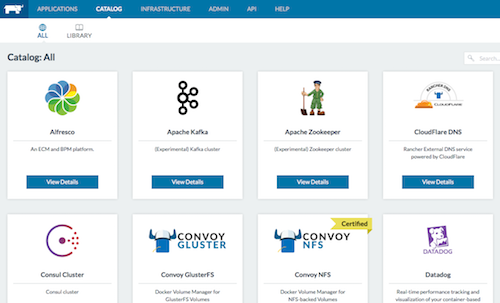 APPLICATIONS CATALOG INFRASTRUCTURE ADMIN API HELP
ALL LIBRARY
Catalog: All
Search...
RANCHER DNS
CLOUDFLARE
Alfresco
An ECM and BPM platform.
View Details
Apache Kafka
(Experimental) Kafka cluster
View Details
Apache Zookeeper
(Experimental) Zookeeper cluster
View Details
CloudFlare DNS
Rancher External DNS service
powered by CloudFlare
View Details
Consul Cluster
Consul cluster
CONVOY
GLUSTER
Convoy GlusterFS
Docker Volume Manager for
GlusterFS Volumes
Certified
CONVOY
NFS
Convoy NFS
Docker Volume Manager for
NFS-backed Volumes
DATADOG
Datadog
Real-time performance tracking
and visualization of your container-based